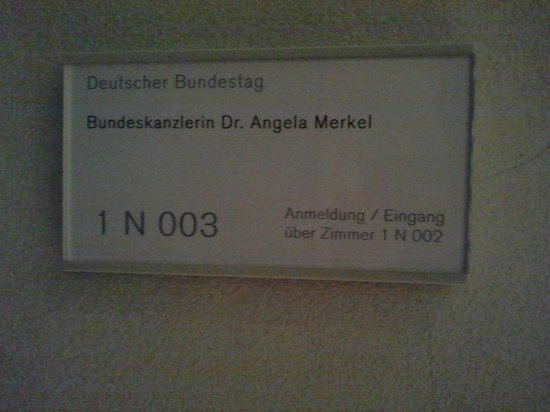 Deutscher Bundestag
Bundeskanzlerin Dr. Angela Merkel
1 N 003
Anmeldung / Eingang
über Zimmer 1 N 002